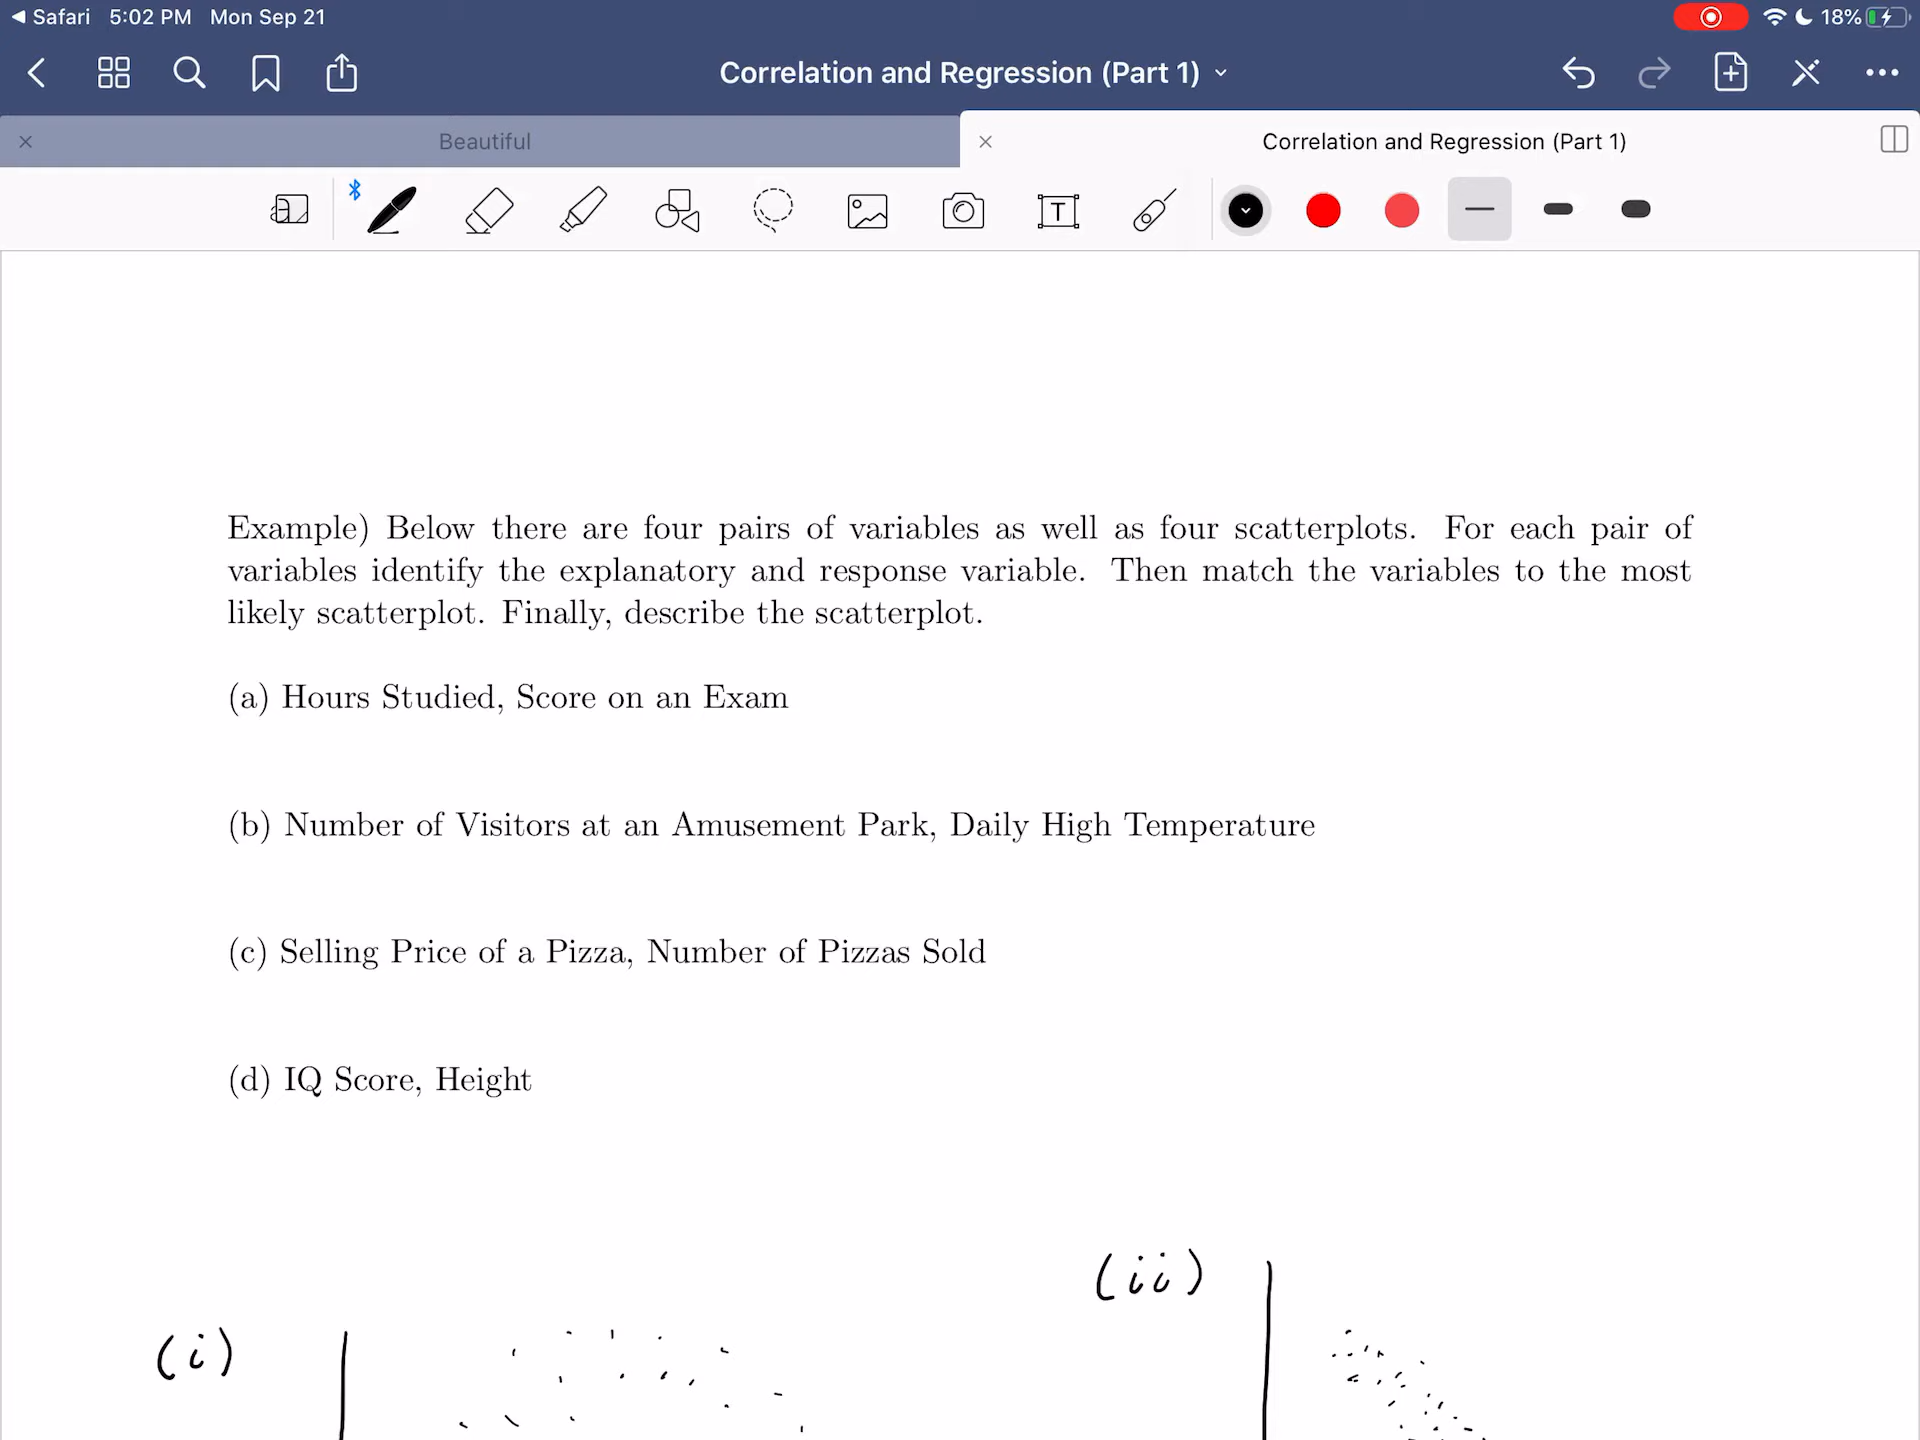 Safari 5:02 PM Mon Sep 21
18%
Correlation and Regression (Part 1)
Beautiful
Correlation and Regression (Part 1)
Example) Below there are four pairs of variables as well as four scatterplots. For each pair of
variables identify the explanatory and response variable. Then match the variables to the most
likely scatterplot. Finally, describe the scatterplot.
(a) Hours Studied, Score on an Exam
(b) Number of Visitors at an Amusement Park, Daily High Temperature
(c) Selling Price of a Pizza, Number of Pizzas Sold
(d) IQ Score, Height
(ii)
(i)